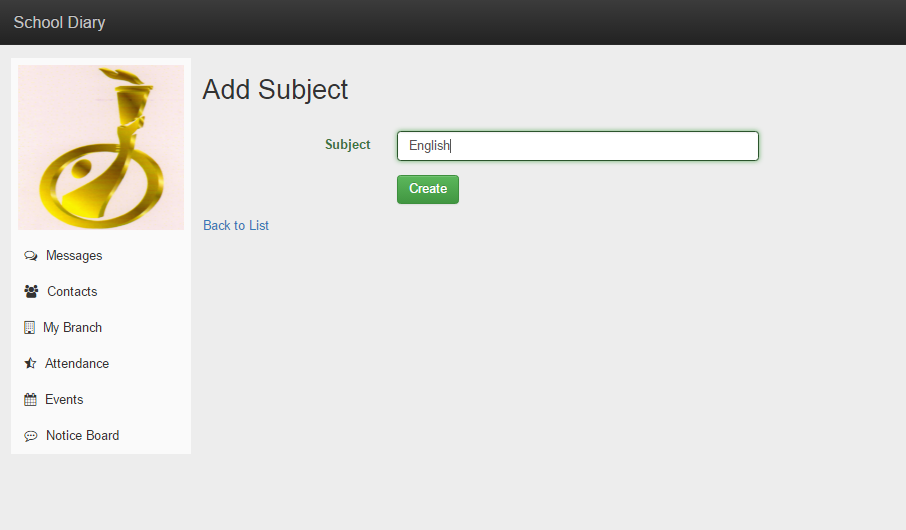 School Diary
Add Subject
Subject English
Create
Back to List
Messages
Contacts
My Branch
Attendance
Events
Notice Board